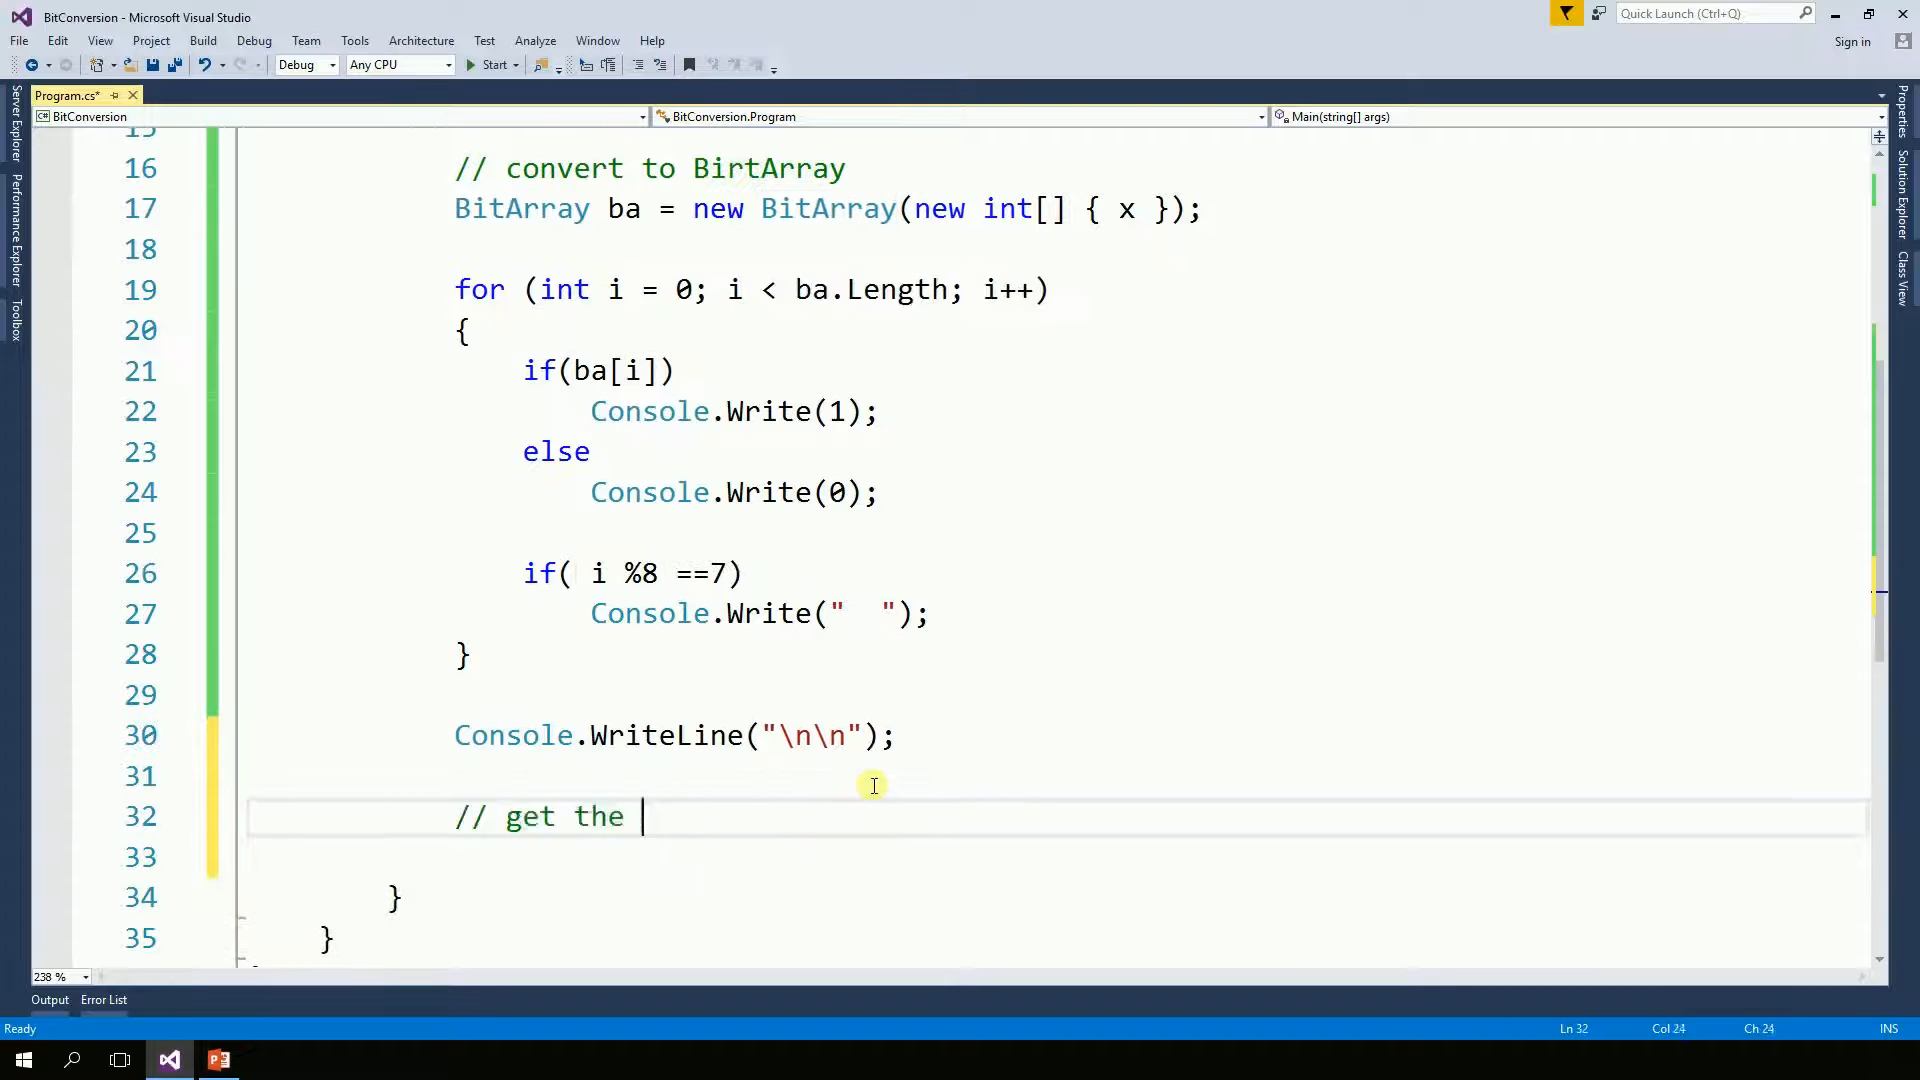 BitConversion - Microsoft Visual Studio
Quick Launch (Ctrl+Q)
File Edit View Project Build Debug Team Tools Architecture Test Analyze Window Help
Sign in
Debug Any CPU Start
Program.cs*
BitConversion BitConversion.Program Main(string[] args)
Server Explorer
Performance Explorer
Toolbox
Properties
Solution Explorer
Class View
15
16 // convert to BirtArray
17 BitArray ba = new BitArray(new int[] { x });
18
19 for (int i = 0; i < ba.Length; i++)
20 {
21 if(ba[i])
22 Console.Write(1);
23 else
24 Console.Write(0);
25
26 if( i %8 ==7)
27 Console.Write("  ");
28 }
29
30 Console.WriteLine("\n\n");
31
32 // get the
33
34 }
35 }
238 %
Output Error List
Ready Ln 32 Col 24 Ch 24 INS